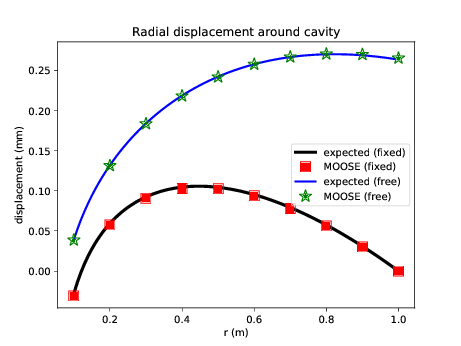 Radial displacement around cavity
displacement (mm)
0.25
0.20
0.15
0.10
0.05
0.00
expected (fixed)
MOOSE (fixed)
expected (free)
MOOSE (free)
0.2 0.4 0.6 0.8 1.0
r (m)